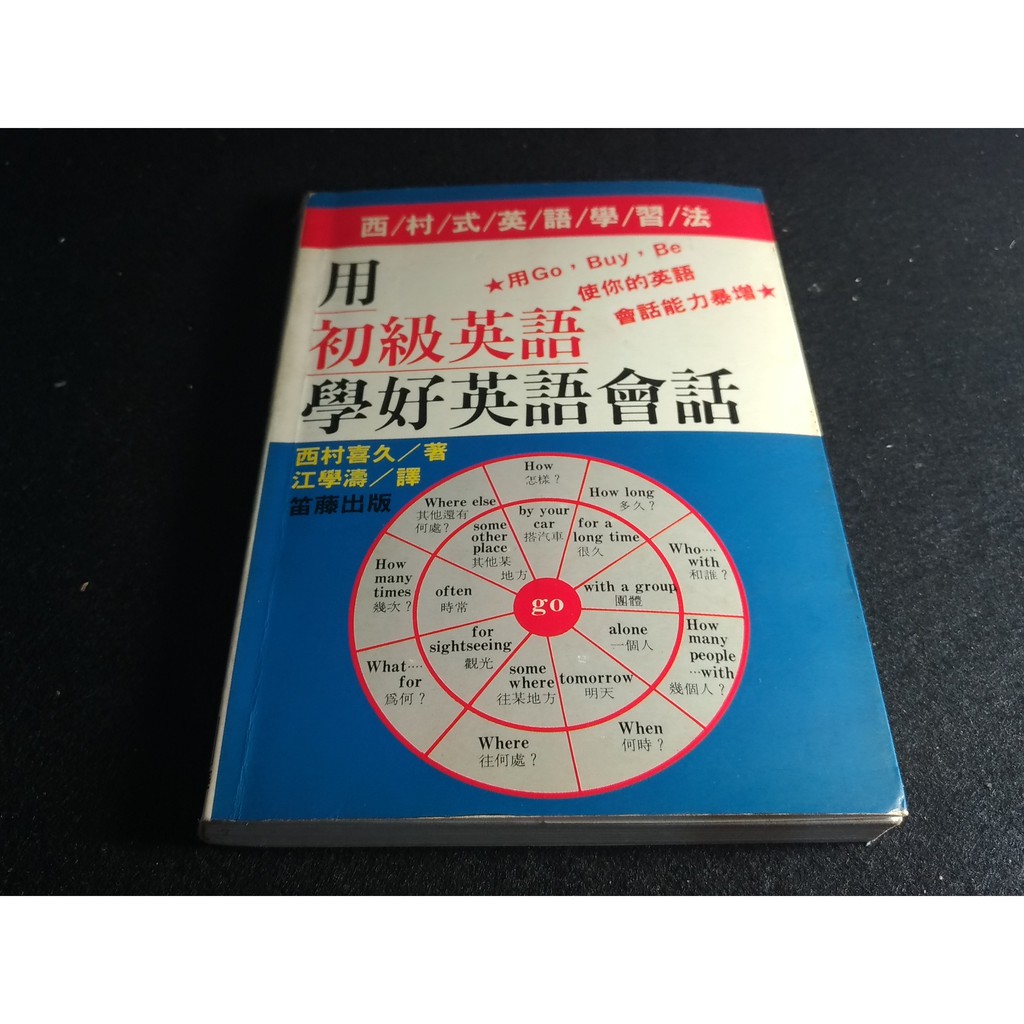 西/村/式/英/語/學/習/法
★用Go，Buy，Be
使你的英語
會話能力暴增★
用
初級英語
學好英語會話
西村喜久／著
江學濤／譯
笛藤出版
How
怎樣？
How long
多久？
Who····
with
和誰？
How
many
people
····with
幾個人？
When
何時？
Where
往何處？
What····
for
爲何？
How
many
times
幾次？
Where else
其他還有
何處？
by your
car
搭汽車
for a
long time
很久
with a group
團體
alone
一個人
tomorrow
明天
some
where
往某地方
for
sightseeing
觀光
often
時常
some
other
place
其他某
地方
go